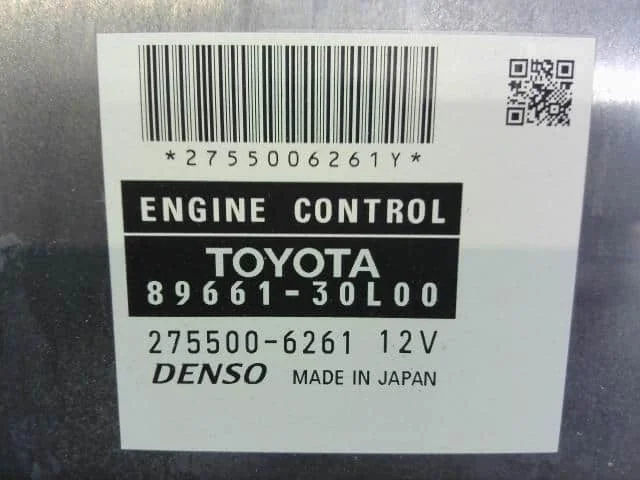 *2755006261Y*
ENGINE CONTROL
TOYOTA
89661-30L00
275500-6261 12V
DENSO MADE IN JAPAN